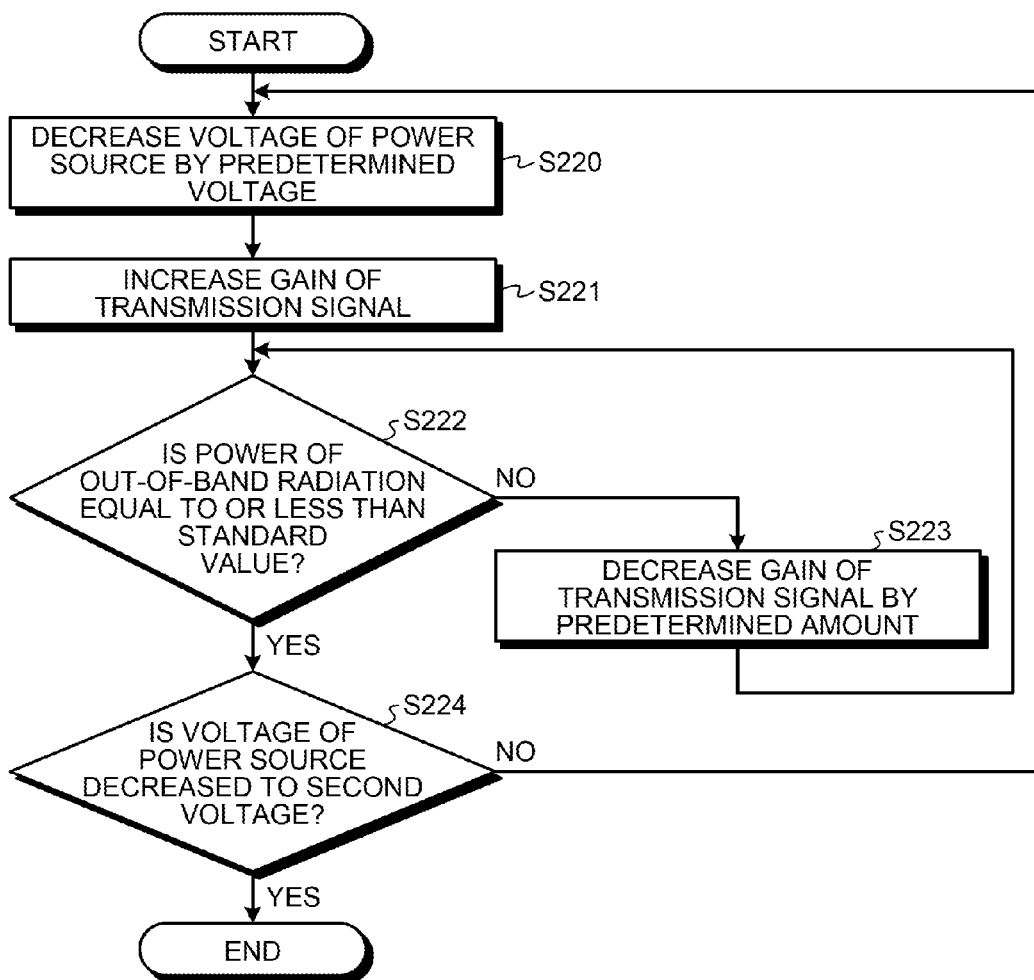 START
DECREASE VOLTAGE OF POWER
SOURCE BY PREDETERMINED
VOLTAGE
S220
INCREASE GAIN OF
TRANSMISSION SIGNAL
S221
S222
IS POWER OF
OUT-OF-BAND RADIATION
EQUAL TO OR LESS THAN
STANDARD
VALUE?
NO
S223
DECREASE GAIN OF
TRANSMISSION SIGNAL BY
PREDETERMINED AMOUNT
YES
S224
IS VOLTAGE OF
POWER SOURCE
DECREASED TO SECOND
VOLTAGE?
NO
YES
END